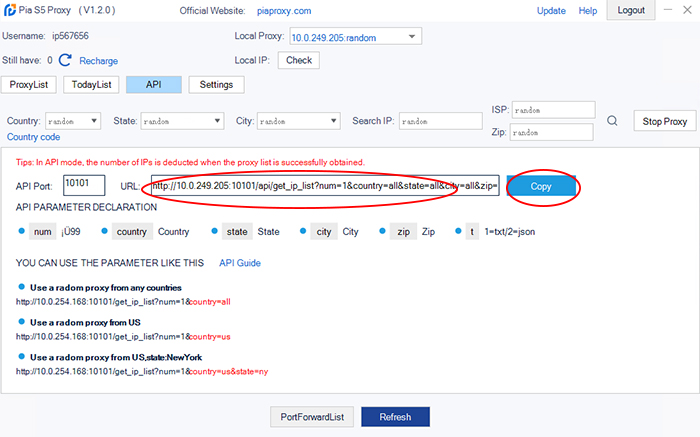 Pia S5 Proxy ( V1.2.0 ) Official Website: piaproxy.com Update Help Logout
Username: ip567656 Local Proxy: 10.0.249.205:random
Still have: 0 Recharge Local IP: Check
ProxyList TodayList API Settings
Country: random State: random City: random Search IP: random ISP: random Zip: random Stop Proxy
Country code
Tips: In API mode, the number of IPs is deducted when the proxy list is successfully obtained.
API Port: 10101 URL: http://10.0.249.205:10101/api/get_ip_list?num=1&country=all&state=all&city=all&zip= Copy
API PARAMETER DECLARATION
num ¡Ü99 country Country state State city City zip Zip t 1=txt/2=json
YOU CAN USE THE PARAMETER LIKE THIS API Guide
Use a radom proxy from any countries
http://10.0.254.168:10101/get_ip_list?num=1&country=all
Use a radom proxy from US
http://10.0.254.168:10101/get_ip_list?num=1&country=us
Use a radom proxy from US,state:NewYork
http://10.0.254.168:10101/get_ip_list?num=1&country=us&state=ny
PortForwardList Refresh